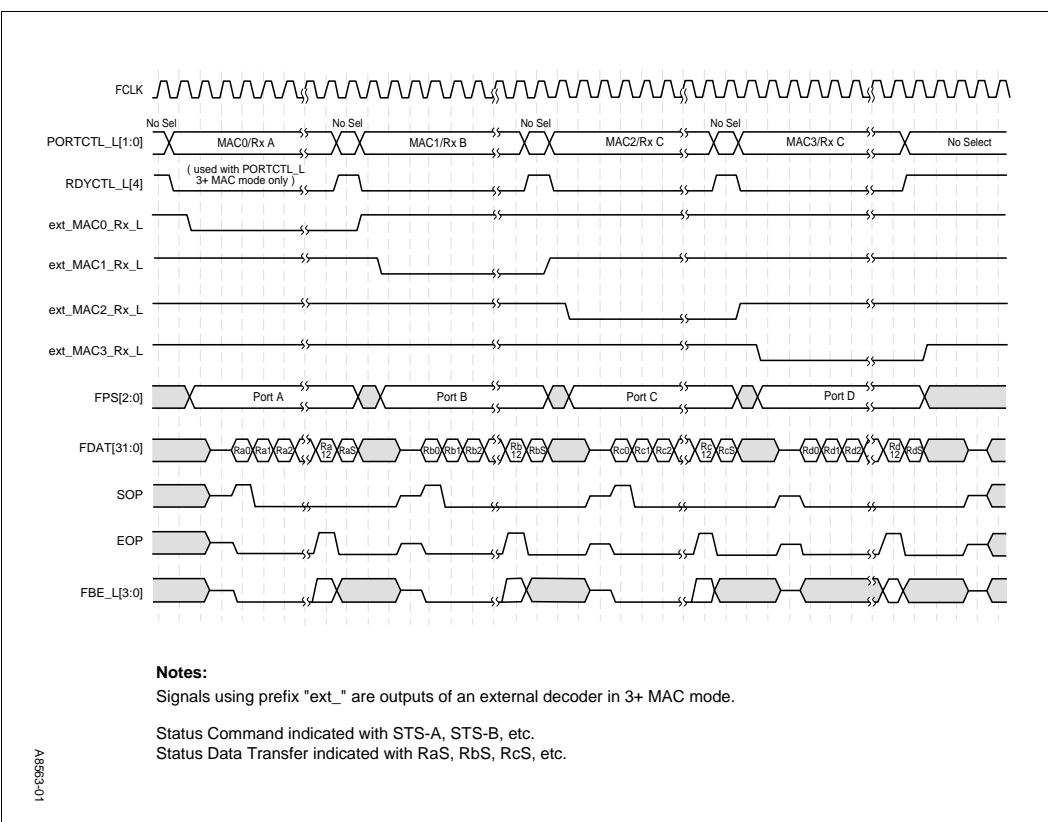 FCLK
No Sel No Sel No Sel No Sel
PORTCTL_L[1:0] MAC0/Rx A MAC1/Rx B MAC2/Rx C MAC3/Rx C No Select
( used with PORTCTL_L
RDYCTL_L[4] 3+ MAC mode only )
ext_MAC0_Rx_L
ext_MAC1_Rx_L
ext_MAC2_Rx_L
ext_MAC3_Rx_L
FPS[2:0] Port A Port B Port C Port D
FDAT[31:0] Ra0 Ra1 Ra2 Ra 12 RaS Rb0 Rb1 Rb2 Rb 12 RbS Rc0 Rc1 Rc2 Rc 12 RcS Rd0 Rd1 Rd2 Rd 12 RdS
SOP
EOP
FBE_L[3:0]
Notes:
Signals using prefix "ext_" are outputs of an external decoder in 3+ MAC mode.
Status Command indicated with STS-A, STS-B, etc.
Status Data Transfer indicated with RaS, RbS, RcS, etc.
A8563-01